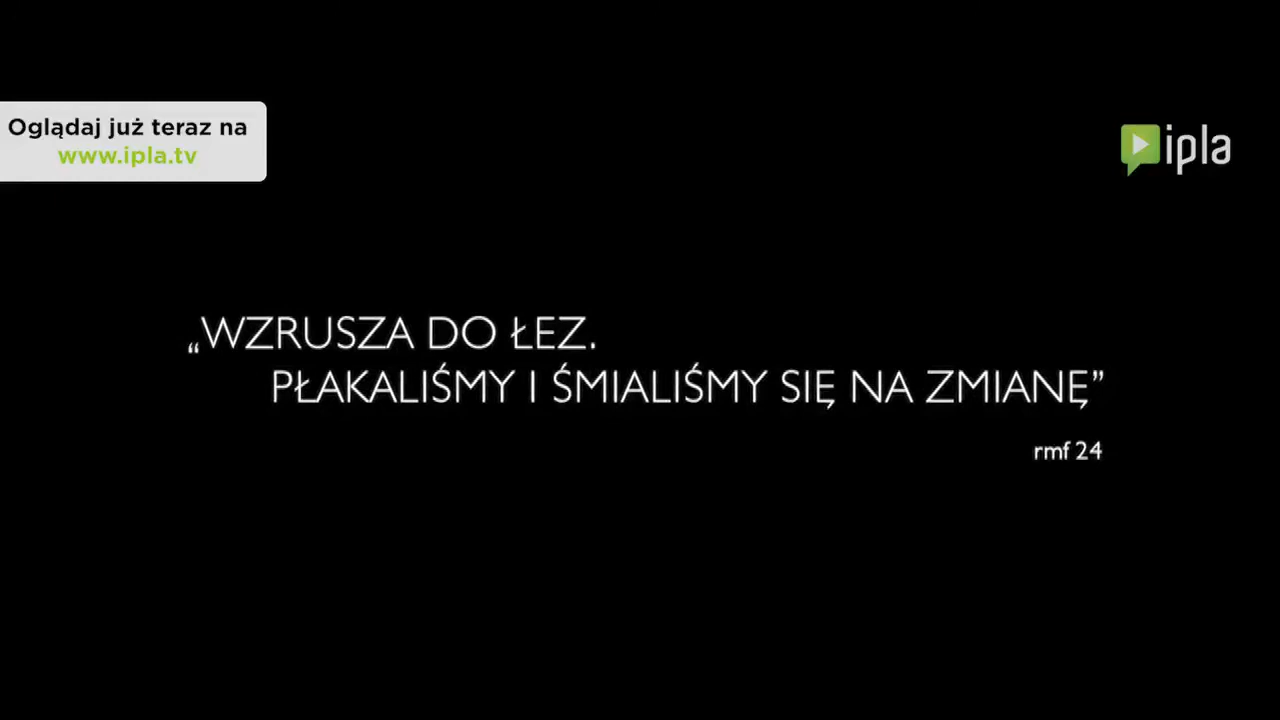 Oglądaj już teraz na
www.ipla.tv
ipla
„WZRUSZA DO ŁEZ.
PŁAKALIŚMY I ŚMIALIŚMY SIĘ NA ZMIANĘ”
rmf 24